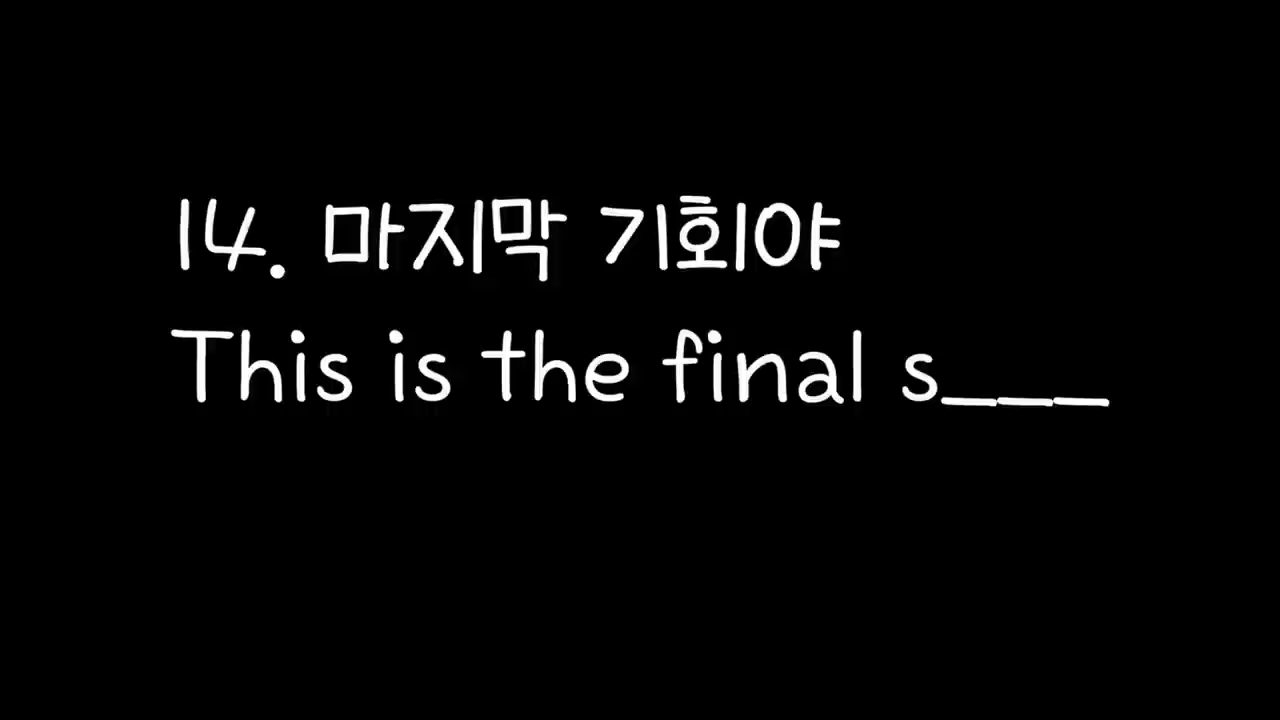 14. 마지막 기회야
This is the final s___